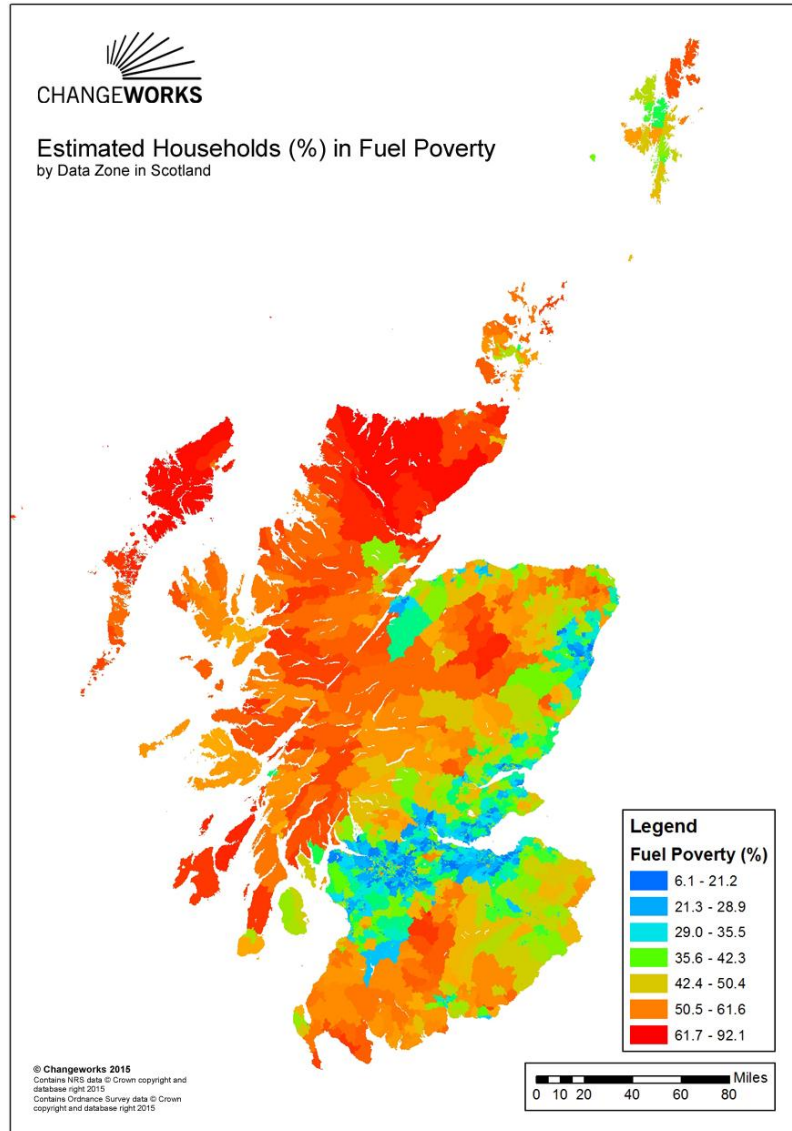 CHANGEWORKS
Estimated Households (%) in Fuel Poverty
by Data Zone in Scotland
Legend
Fuel Poverty (%)
6.1 - 21.2
21.3 - 28.9
29.0 - 35.5
35.6 - 42.3
42.4 - 50.4
50.5 - 61.6
61.7 - 92.1
© Changeworks 2015
Contains NRS data © Crown copyright and
database right 2015
Contains Ordnance Survey data © Crown
copyright and database right 2015
Miles
0 20 40 60 80